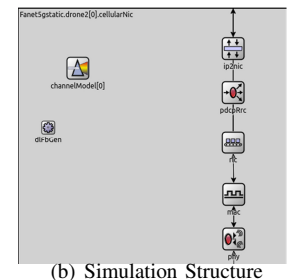 Fanet5gstatic.drone2[0].cellularNic
ip2nic
channelModel[0]
pdcpRrc
dlFbGen
rlc
mac
phy
(b) Simulation Structure